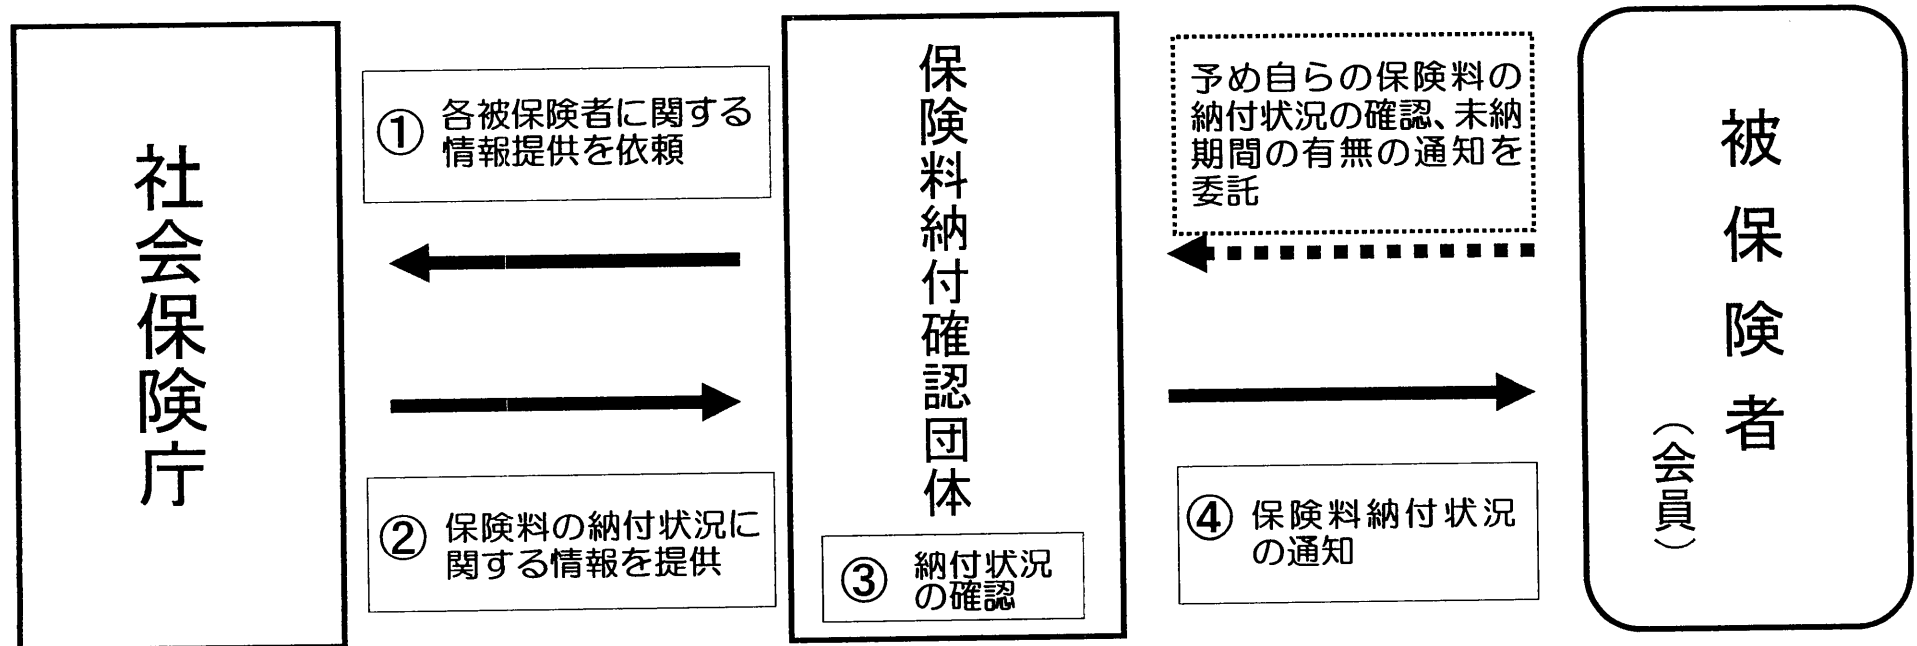 社会保険庁
① 各被保険者に関する
情報提供を依頼
② 保険料の納付状況に
関する情報を提供
保険料納付確認団体
③ 納付状況
の確認
予め自らの保険料の
納付状況の確認、未納
期間の有無の通知を
委託
④ 保険料納付状況
の通知
被保険者
（会員）